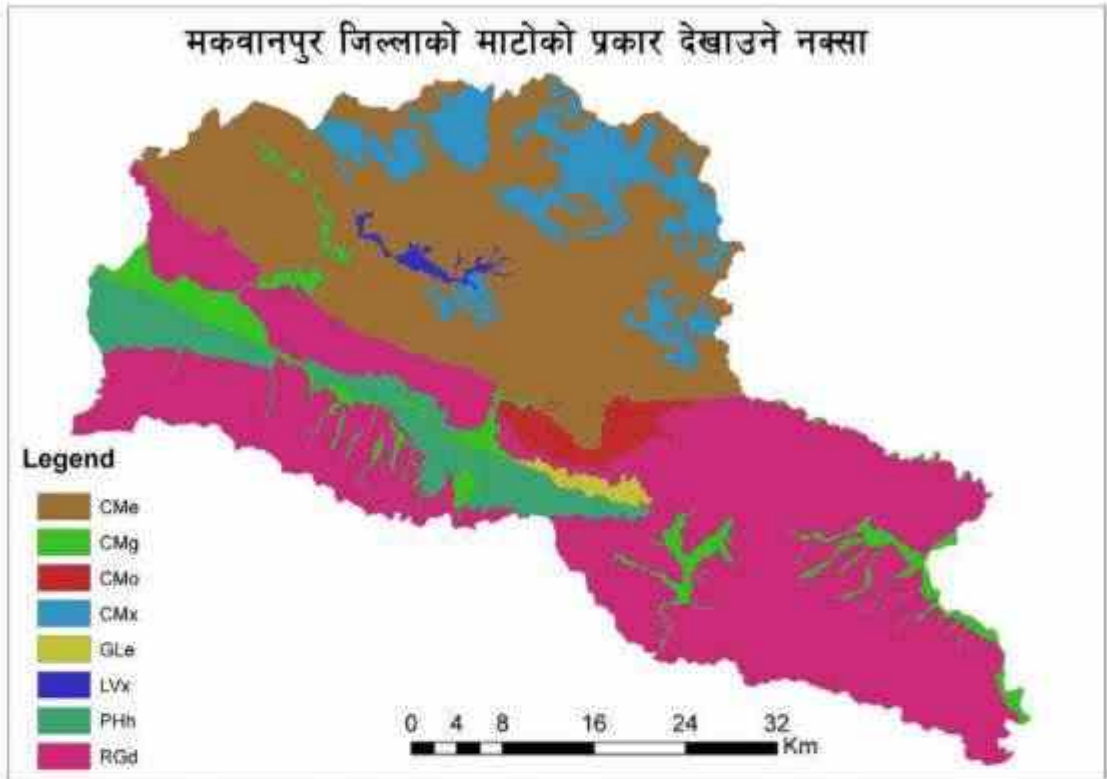 मकवानपुर जिल्लाको माटोको प्रकार देखाउने नक्सा
Legend
CMe
CMg
CMo
CMx
GLe
LVx
PHh
RGd
0 4 8 16 24 32
Km